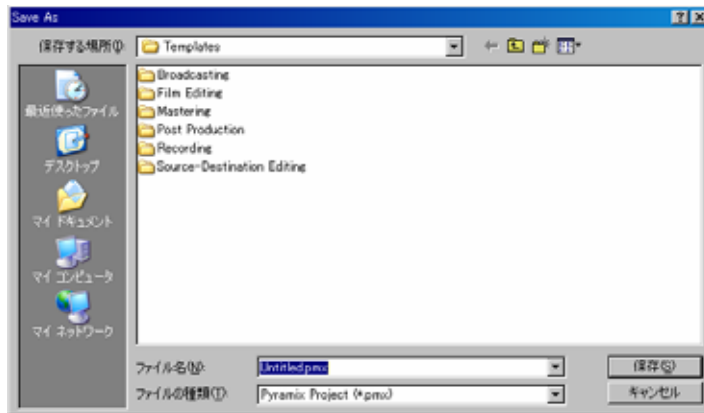 Save As
保存する場所(I): Templates
最近使ったファイル
デスクトップ
マイ ドキュメント
マイ コンピュータ
マイ ネットワーク
Broadcasting
Film Editing
Mastering
Post Production
Recording
Source-Destination Editing
ファイル名(N): Untitled.pmx 保存(S)
ファイルの種類(T): Pyramix Project (*.pmx) キャンセル